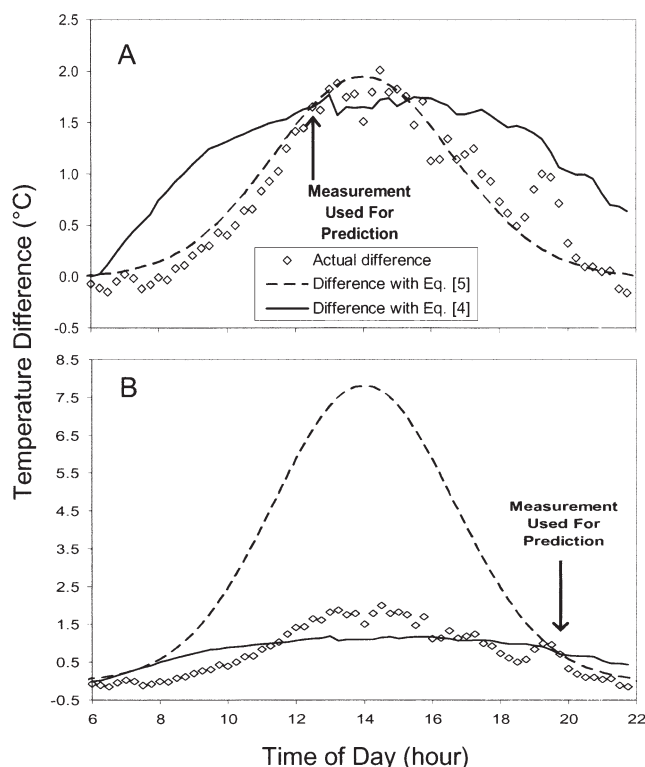 Temperature Difference (°C)
A
2.5
2.0
1.5
1.0
0.5
0.0
-0.5
Measurement
Used For
Prediction
Actual difference
Difference with Eq. [5]
Difference with Eq. [4]
B
8.5
7.5
6.5
5.5
4.5
3.5
2.5
1.5
0.5
-0.5
Measurement
Used For
Prediction
6 8 10 12 14 16 18 20 22
Time of Day (hour)